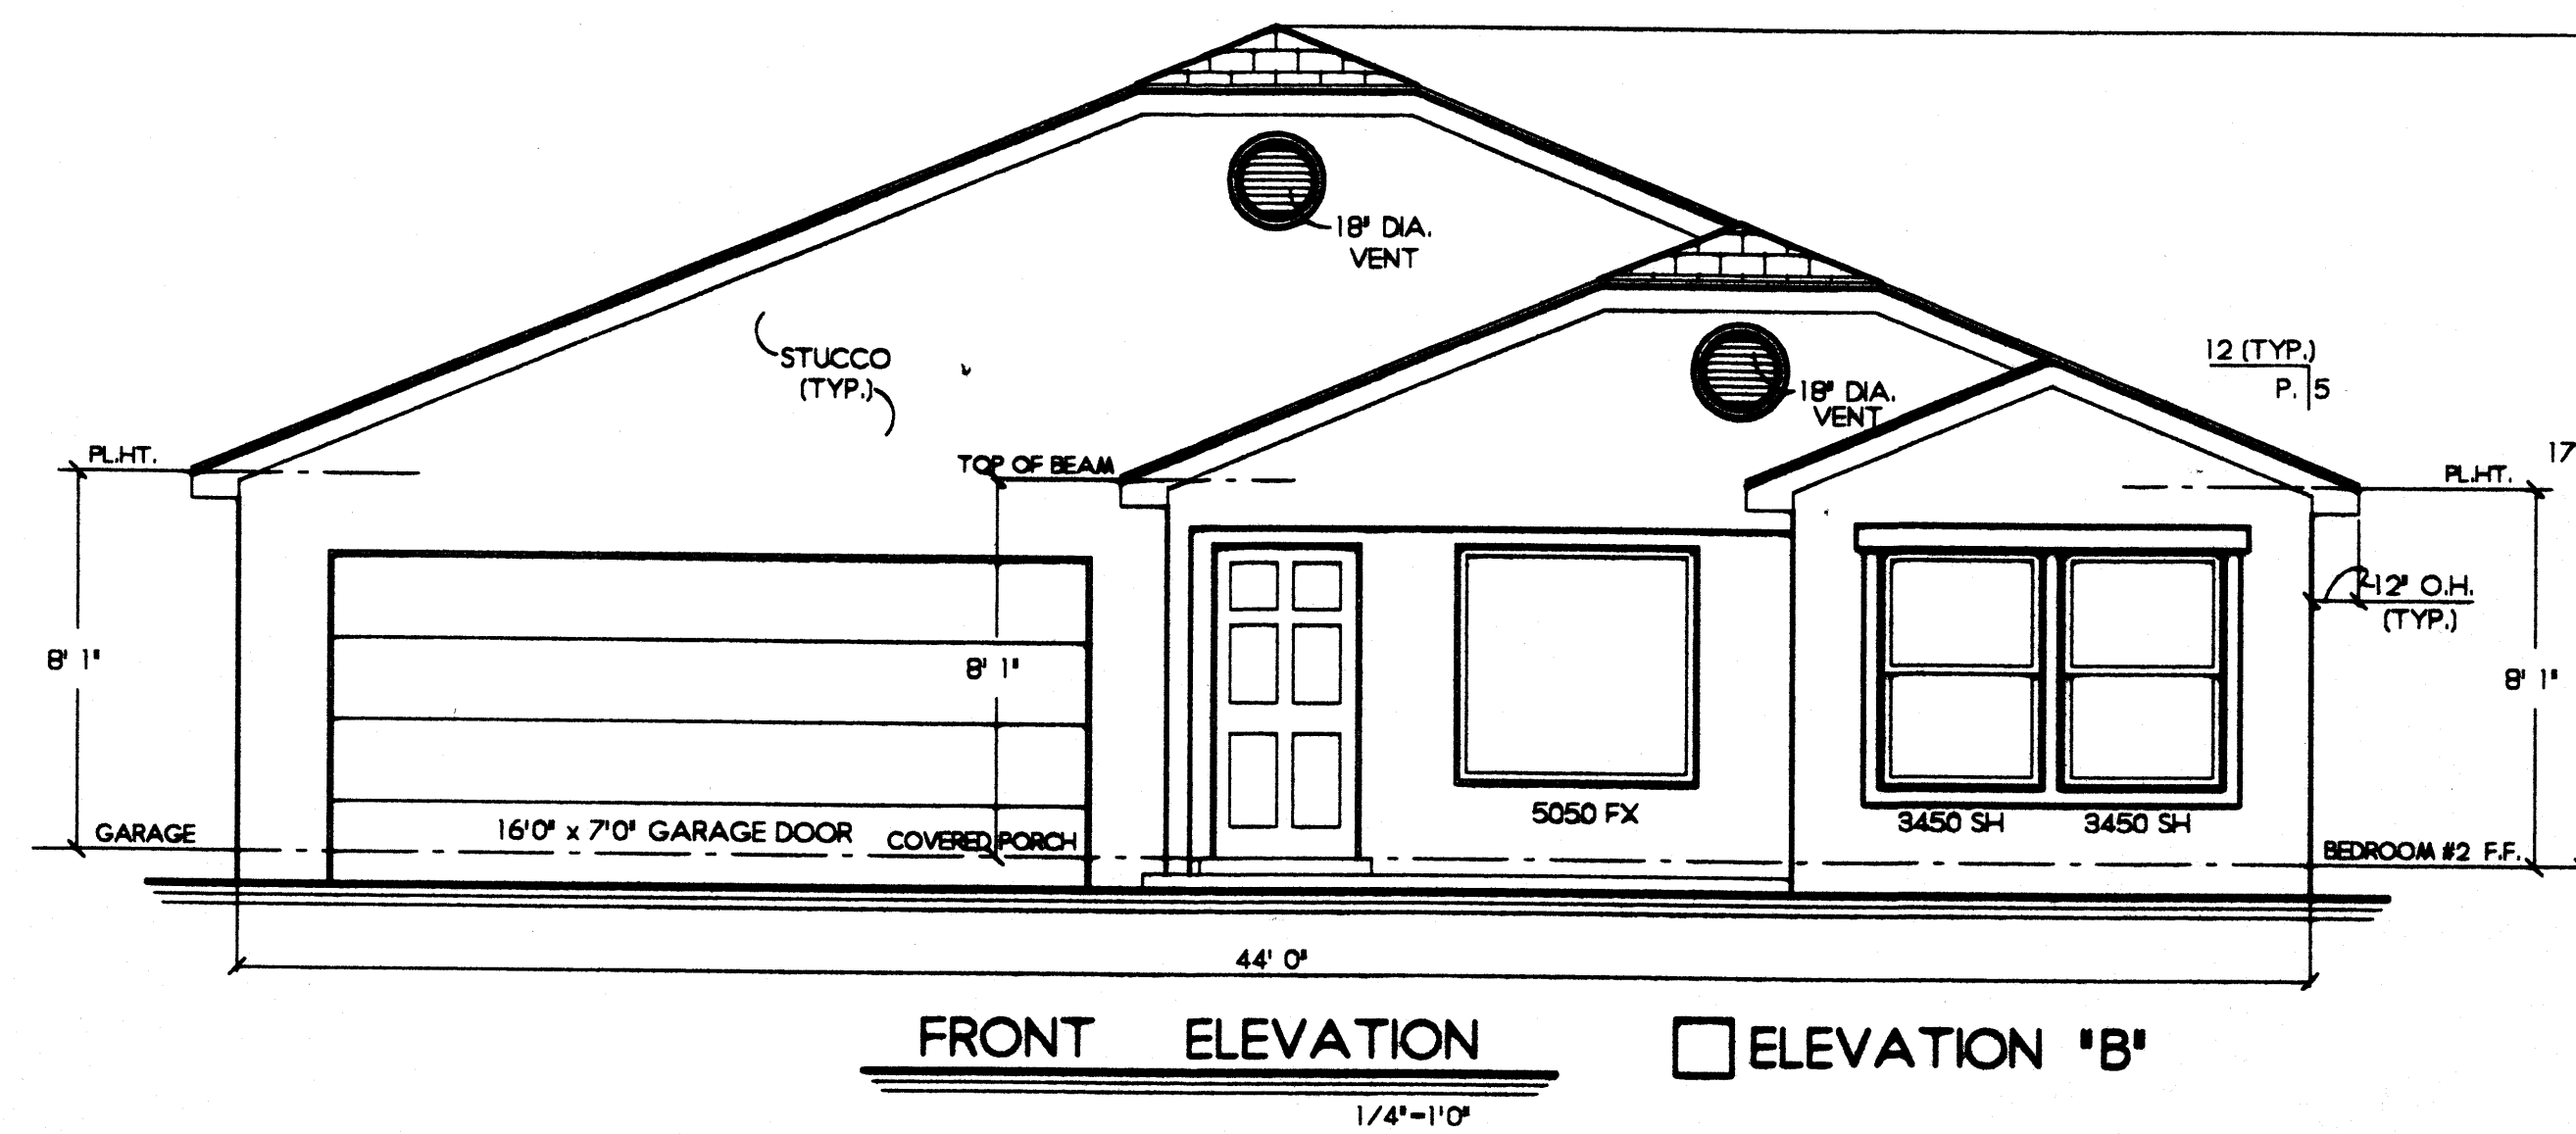 18" DIA.
VENT
STUCCO
(TYP.)
12 (TYP.)
P. 5
18" DIA.
VENT
PL.HT.
TOP OF BEAM
PL.HT.
17
12" O.H.
(TYP.)
8' 1"
8' 1"
8' 1"
5050 FX
3450 SH
3450 SH
GARAGE
16'0" x 7'0" GARAGE DOOR
COVERED PORCH
BEDROOM #2 F.F.
44' 0"
FRONT ELEVATION
ELEVATION "B"
1/4"-1'0"